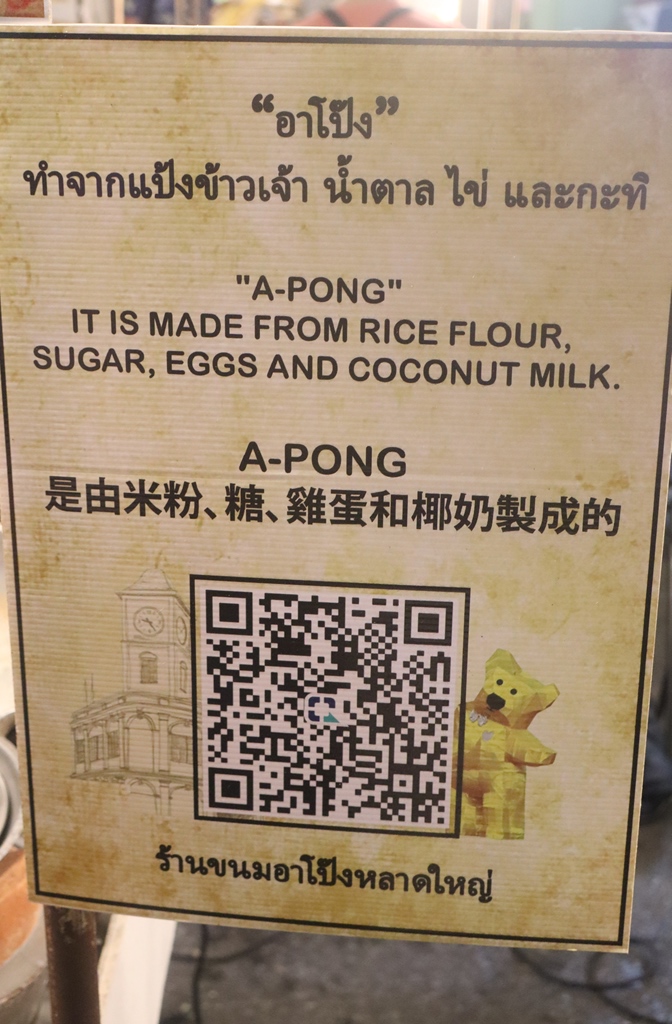 “อาโป๊ง”
ทำจากแป้งข้าวเจ้า น้ำตาล ไข่ และกะทิ
"A-PONG"
IT IS MADE FROM RICE FLOUR,
SUGAR, EGGS AND COCONUT MILK.
A-PONG
是由米粉、糖、雞蛋和椰奶製成的
ร้านขนมอาโป๊งหลาดใหญ่